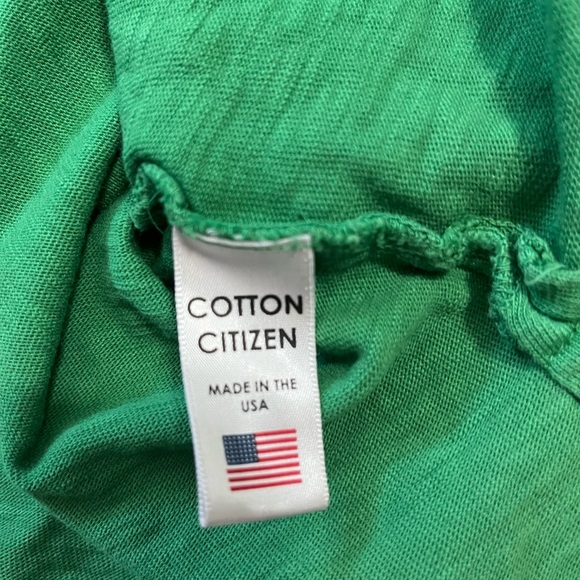 COTTON
CITIZEN
MADE IN THE
USA